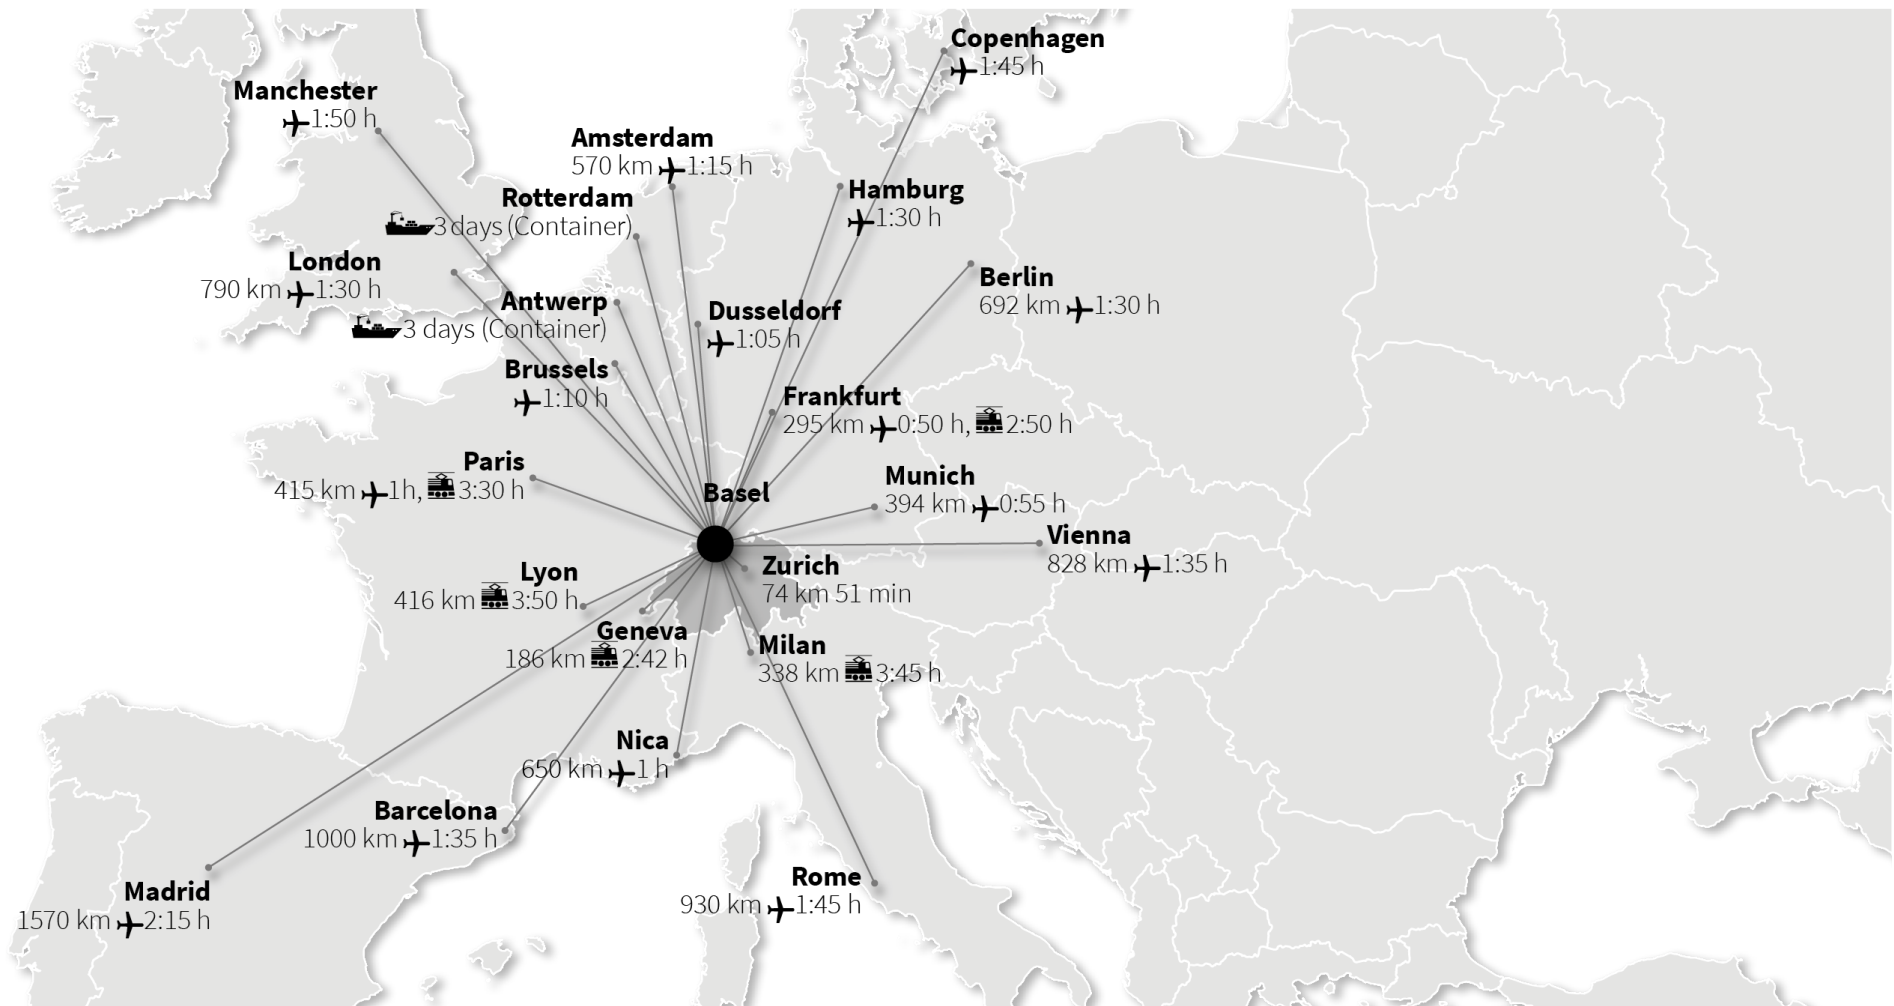 Copenhagen
1:45 h
Manchester
1:50 h
Amsterdam
570 km 1:15 h
Rotterdam
3 days (Container)
Hamburg
1:30 h
London
790 km 1:30 h
Berlin
692 km 1:30 h
Antwerp
3 days (Container)
Dusseldorf
1:05 h
Brussels
1:10 h
Frankfurt
295 km 0:50 h, 2:50 h
Paris
415 km 1h, 3:30 h
Munich
394 km 0:55 h
Basel
Vienna
828 km 1:35 h
Zurich
74 km 51 min
Lyon
416 km 3:50 h
Geneva
186 km 2:42 h
Milan
338 km 3:45 h
Nica
650 km 1 h
Barcelona
1000 km 1:35 h
Rome
930 km 1:45 h
Madrid
1570 km 2:15 h